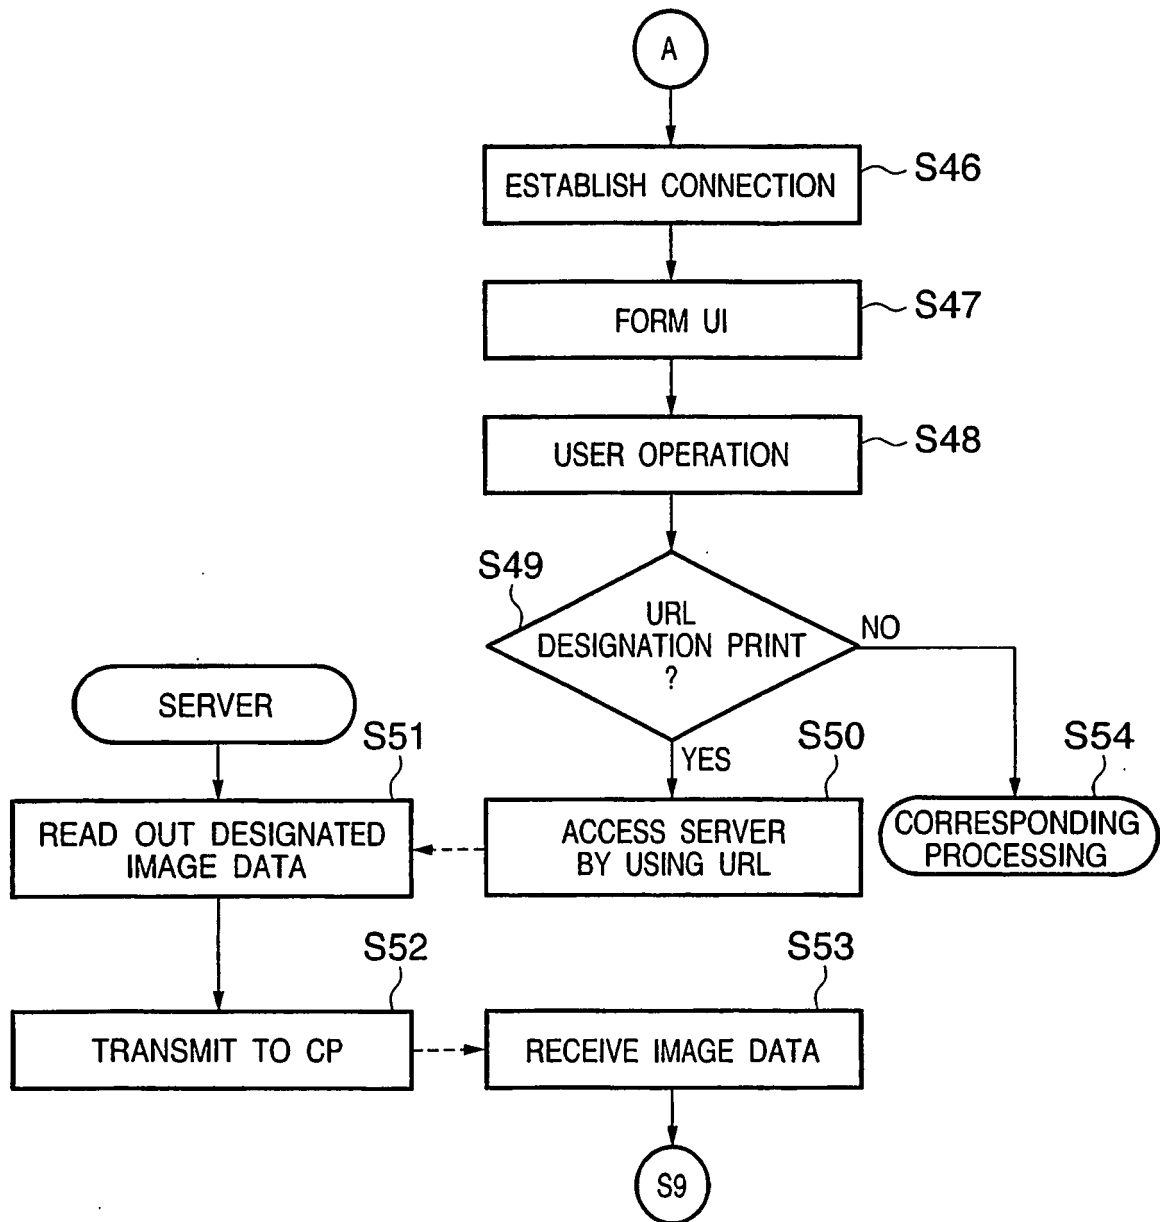 A
ESTABLISH CONNECTION
S46
FORM UI
S47
USER OPERATION
S48
S49
URL
DESIGNATION PRINT
?
NO
YES
SERVER
S51
READ OUT DESIGNATED
IMAGE DATA
S50
ACCESS SERVER
BY USING URL
S54
CORRESPONDING
PROCESSING
S52
TRANSMIT TO CP
S53
RECEIVE IMAGE DATA
S9